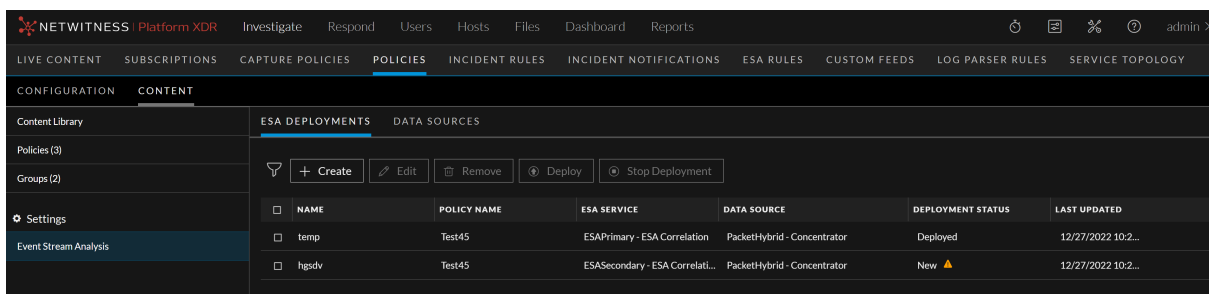 NETWITNESS Platform XDR Investigate Respond Users Hosts Files Dashboard Reports admin
LIVE CONTENT SUBSCRIPTIONS CAPTURE POLICIES POLICIES INCIDENT RULES INCIDENT NOTIFICATIONS ESA RULES CUSTOM FEEDS LOG PARSER RULES SERVICE TOPOLOGY
CONFIGURATION CONTENT
Content Library
Policies (3)
Groups (2)
Settings
Event Stream Analysis
ESA DEPLOYMENTS DATA SOURCES
+ Create Edit Remove Deploy Stop Deployment
NAME POLICY NAME ESA SERVICE DATA SOURCE DEPLOYMENT STATUS LAST UPDATED
temp Test45 ESAPrimary - ESA Correlation PacketHybrid - Concentrator Deployed 12/27/2022 10:2...
hgsdv Test45 ESASecondary - ESA Correlati... PacketHybrid - Concentrator New 12/27/2022 10:2...